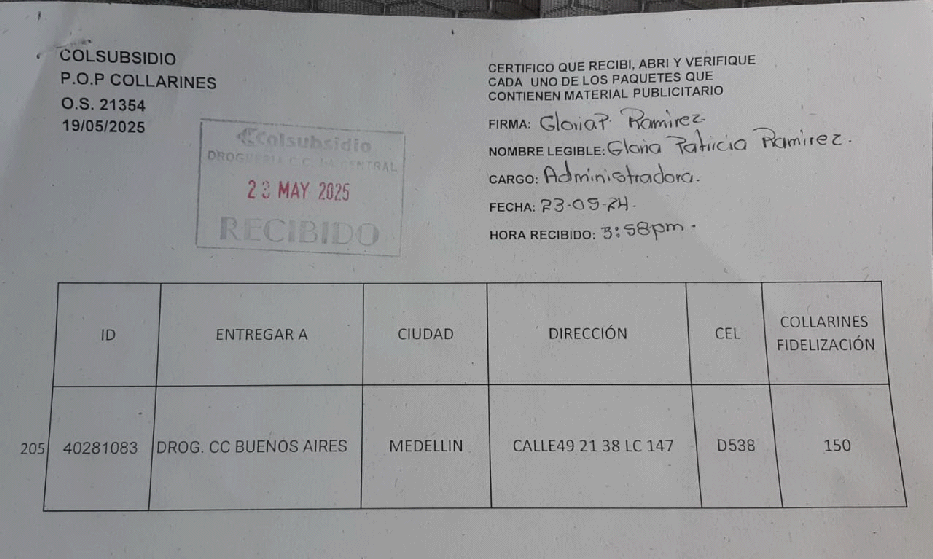 COLSUBSIDIO
P.O.P COLLARINES
O.S. 21354
19/05/2025
Colsubsidio
DROGUERIA C.C. CENTRAL
23 MAY 2025
RECIBIDO
CERTIFICO QUE RECIBI, ABRI Y VERIFIQUE
CADA UNO DE LOS PAQUETES QUE
CONTIENEN MATERIAL PUBLICITARIO
FIRMA: Gloria P Ramirez
NOMBRE LEGIBLE: Gloria Patricia Ramirez.
CARGO: Administradora.
FECHA: 23-05-24.
HORA RECIBIDO: 3:58pm.
ID ENTREGAR A CIUDAD DIRECCIÓN CEL COLLARINES FIDELIZACIÓN
205 40281083 DROG. CC BUENOS AIRES MEDELLIN CALLE49 21 38 LC 147 D538 150